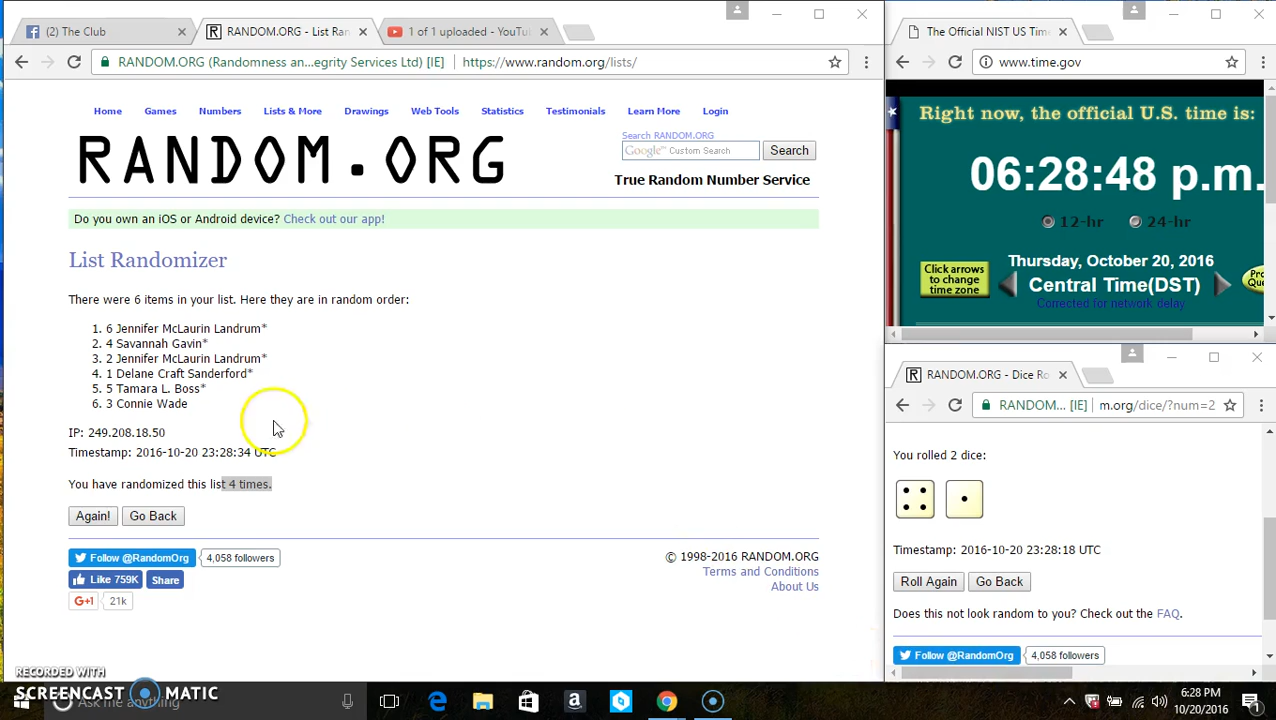 (2) The Club
RANDOM.ORG - List Ran
1 of 1 uploaded - YouTu
RANDOM.ORG (Randomness an...egrity Services Ltd) [IE]
https://www.random.org/lists/
Home Games Numbers Lists & More Drawings Web Tools Statistics Testimonials Learn More Login
RANDOM.ORG
Search RANDOM.ORG
Google™ Custom Search
Search
True Random Number Service
Do you own an iOS or Android device? Check out our app!
List Randomizer
There were 6 items in your list. Here they are in random order:
1. 6 Jennifer McLaurin Landrum*
2. 4 Savannah Gavin*
3. 2 Jennifer McLaurin Landrum*
4. 1 Delane Craft Sanderford*
5. 5 Tamara L. Boss*
6. 3 Connie Wade
IP: 249.208.18.50
Timestamp: 2016-10-20 23:28:34 UTC
You have randomized this list 4 times.
Again! Go Back
Follow @RandomOrg 4,058 followers
Like 759K Share
G+1 21k
© 1998-2016 RANDOM.ORG
Terms and Conditions
About Us
The Official NIST US Tim
www.time.gov
Right now, the official U.S. time is:
06:28:48 p.m.
12-hr 24-hr
Thursday, October 20, 2016
Click arrows
to change
time zone
Central Time(DST)
Corrected for network delay
RANDOM.ORG - Dice Ro
RANDOM.... [IE] m.org/dice/?num=2
You rolled 2 dice:
Timestamp: 2016-10-20 23:28:18 UTC
Roll Again Go Back
Does this not look random to you? Check out the FAQ.
Follow @RandomOrg 4,058 followers
RECORDED WITH
SCREENCAST MATIC
Ask me anything
6:28 PM
10/20/2016